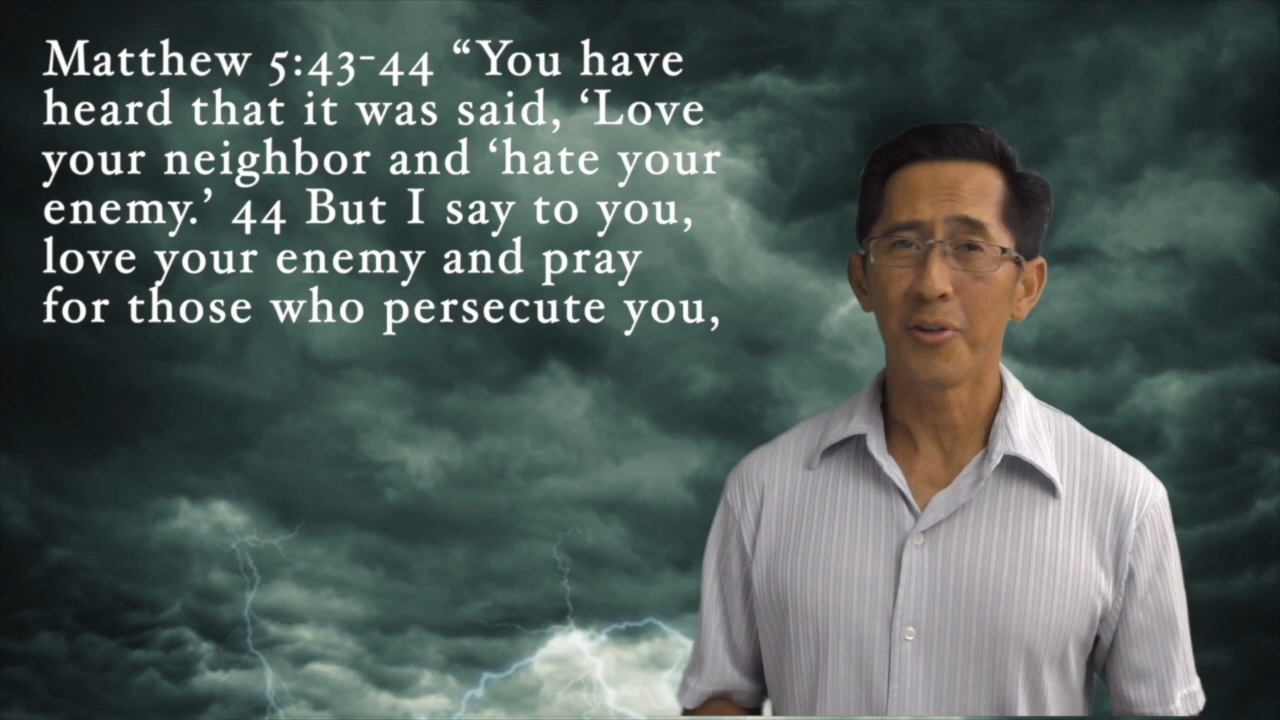 Matthew 5:43-44 “You have
heard that it was said, ‘Love
your neighbor and ‘hate your
enemy.’ 44 But I say to you,
love your enemy and pray
for those who persecute you,